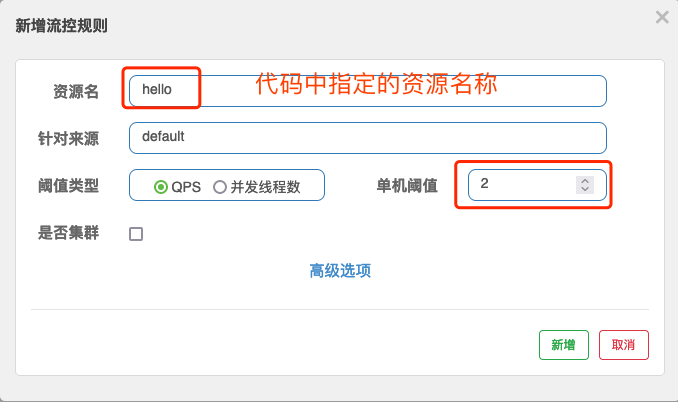 新增流控规则
×
资源名 hello 代码中指定的资源名称
针对来源 default
阈值类型 QPS 并发线程数 单机阈值 2
是否集群
高级选项
新增 取消